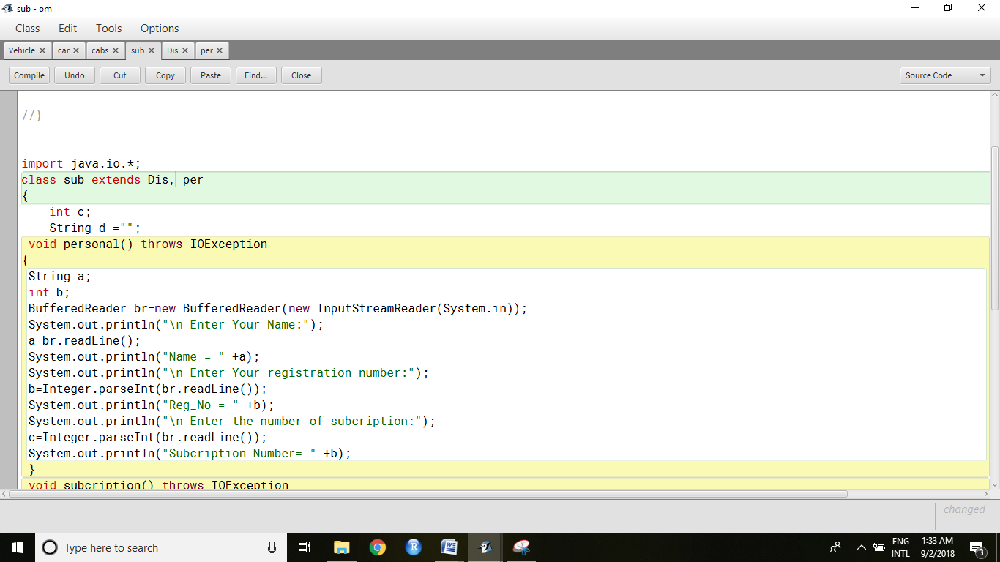 sub - om
Class Edit Tools Options
Vehicle car cabs sub Dis per
Compile Undo Cut Copy Paste Find... Close Source Code
//}
import java.io.*;
class sub extends Dis, per
{
int c;
String d ="";
void personal() throws IOException
{
String a;
int b;
BufferedReader br=new BufferedReader(new InputStreamReader(System.in));
System.out.println("\n Enter Your Name:");
a=br.readLine();
System.out.println("Name = " +a);
System.out.println("\n Enter Your registration number:");
b=Integer.parseInt(br.readLine());
System.out.println("Reg_No = " +b);
System.out.println("\n Enter the number of subcription:");
c=Integer.parseInt(br.readLine());
System.out.println("Subcription Number= " +b);
}
void subcription() throws IOException
changed
Type here to search
ENG 1:33 AM
INTL 9/2/2018
3